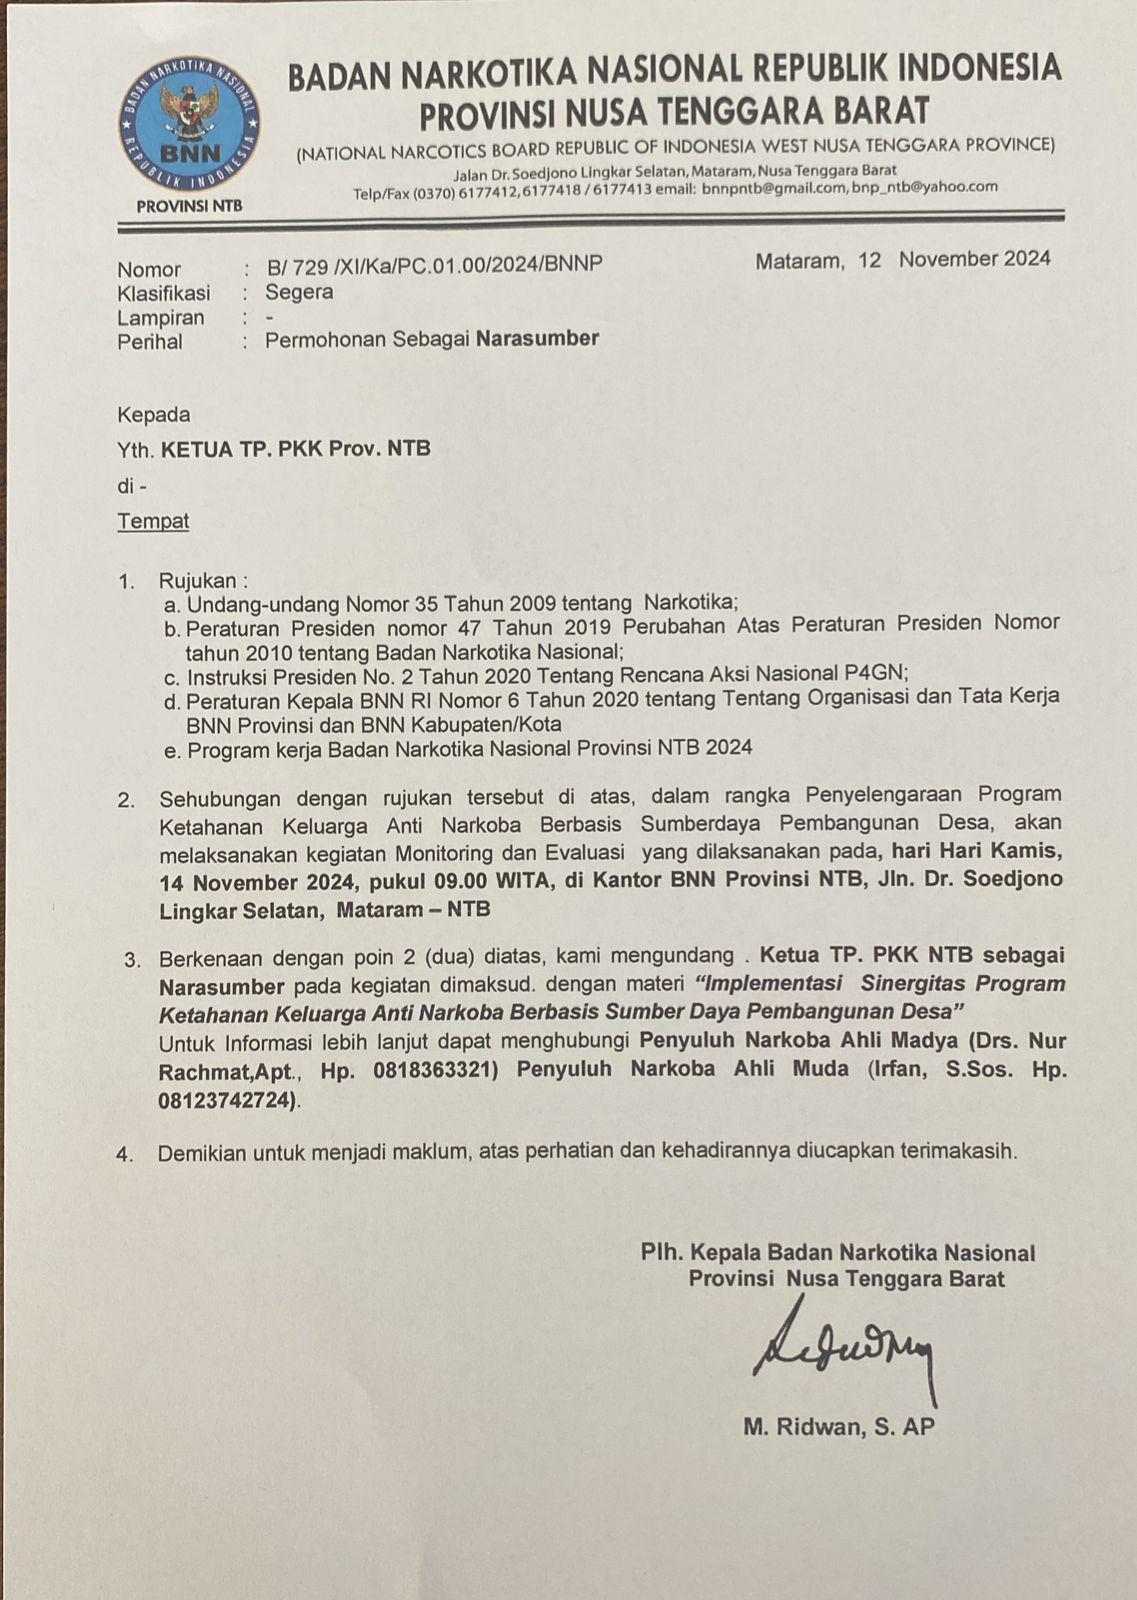 BADAN NARKOTIKA NASIONAL
BNN
REPUBLIK INDONESIA
PROVINSI NTB
BADAN NARKOTIKA NASIONAL REPUBLIK INDONESIA
PROVINSI NUSA TENGGARA BARAT
(NATIONAL NARCOTICS BOARD REPUBLIC OF INDONESIA WEST NUSA TENGGARA PROVINCE)
Jalan Dr. Soedjono Lingkar Selatan, Mataram, Nusa Tenggara Barat
Telp/Fax (0370) 6177412, 6177418 / 6177413 email: bnnpntb@gmail.com, bnp_ntb@yahoo.com
Nomor : B/ 729 /XI/Ka/PC.01.00/2024/BNNP Mataram, 12 November 2024
Klasifikasi : Segera
Lampiran : -
Perihal : Permohonan Sebagai Narasumber
Kepada
Yth. KETUA TP. PKK Prov. NTB
di -
Tempat
1. Rujukan :
a. Undang-undang Nomor 35 Tahun 2009 tentang Narkotika;
b. Peraturan Presiden nomor 47 Tahun 2019 Perubahan Atas Peraturan Presiden Nomor
tahun 2010 tentang Badan Narkotika Nasional;
c. Instruksi Presiden No. 2 Tahun 2020 Tentang Rencana Aksi Nasional P4GN;
d. Peraturan Kepala BNN RI Nomor 6 Tahun 2020 tentang Tentang Organisasi dan Tata Kerja
BNN Provinsi dan BNN Kabupaten/Kota
e. Program kerja Badan Narkotika Nasional Provinsi NTB 2024
2. Sehubungan dengan rujukan tersebut di atas, dalam rangka Penyelengaraan Program
Ketahanan Keluarga Anti Narkoba Berbasis Sumberdaya Pembangunan Desa, akan
melaksanakan kegiatan Monitoring dan Evaluasi yang dilaksanakan pada, hari Hari Kamis,
14 November 2024, pukul 09.00 WITA, di Kantor BNN Provinsi NTB, Jln. Dr. Soedjono
Lingkar Selatan, Mataram – NTB
3. Berkenaan dengan poin 2 (dua) diatas, kami mengundang . Ketua TP. PKK NTB sebagai
Narasumber pada kegiatan dimaksud. dengan materi “Implementasi Sinergitas Program
Ketahanan Keluarga Anti Narkoba Berbasis Sumber Daya Pembangunan Desa”
Untuk Informasi lebih lanjut dapat menghubungi Penyuluh Narkoba Ahli Madya (Drs. Nur
Rachmat,Apt., Hp. 0818363321) Penyuluh Narkoba Ahli Muda (Irfan, S.Sos. Hp.
08123742724).
4. Demikian untuk menjadi maklum, atas perhatian dan kehadirannya diucapkan terimakasih.
Plh. Kepala Badan Narkotika Nasional
Provinsi Nusa Tenggara Barat
M. Ridwan, S. AP